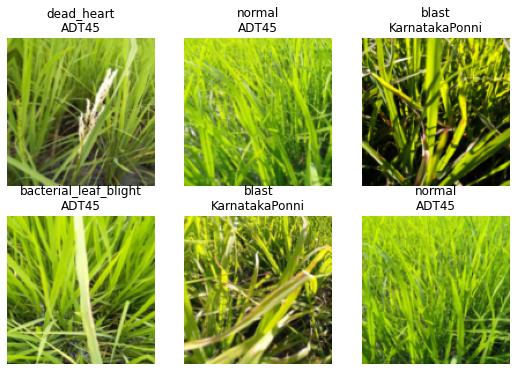 dead_heart
ADT45
normal
ADT45
blast
KarnatakaPonni
bacterial_leaf_blight
ADT45
blast
KarnatakaPonni
normal
ADT45